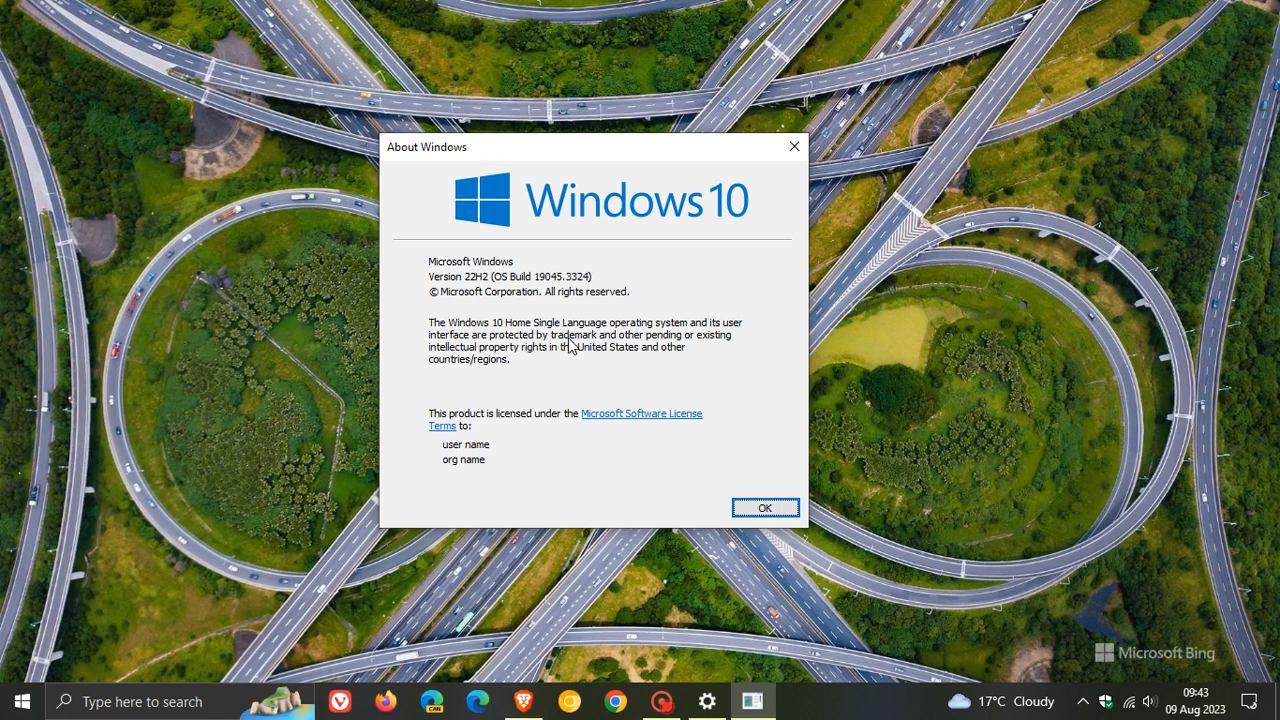 About Windows
Windows 10
Microsoft Windows
Version 22H2 (OS Build 19045.3324)
© Microsoft Corporation. All rights reserved.
The Windows 10 Home Single Language operating system and its user
interface are protected by trademark and other pending or existing
intellectual property rights in the United States and other
countries/regions.
This product is licensed under the Microsoft Software License
Terms to:
user name
org name
OK
Microsoft Bing
Type here to search
CAN
17°C Cloudy
09:43
09 Aug 2023